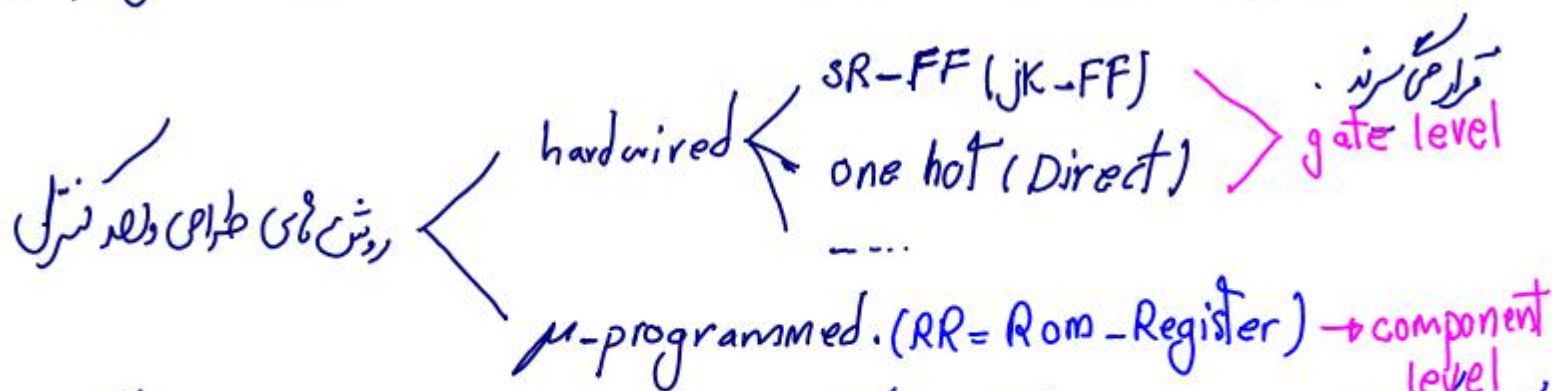 قرار می‌گیرند .
sR-FF (jK-FF)
hardwired
one hot (Direct)
gate level
روش های طراحی واحد کنترل
-----
μ-programmed. (RR= Rom-Register) → component level